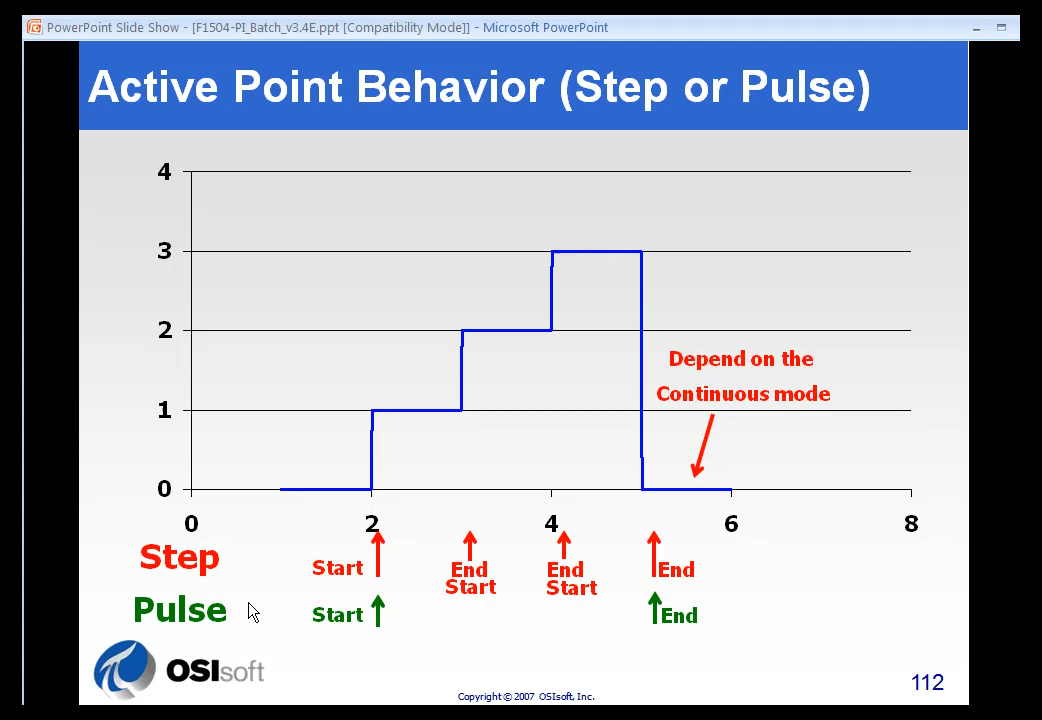 PowerPoint Slide Show - [F1504-PI_Batch_v3.4E.ppt [Compatibility Mode]] - Microsoft PowerPoint
Active Point Behavior (Step or Pulse)
4
3
2
1
0
Depend on the
Continuous mode
0 2 4 6 8
Step
Start
End
Start
End
Start
End
Pulse
Start
End
OSIsoft
Copyright © 2007 OSIsoft, Inc.
112